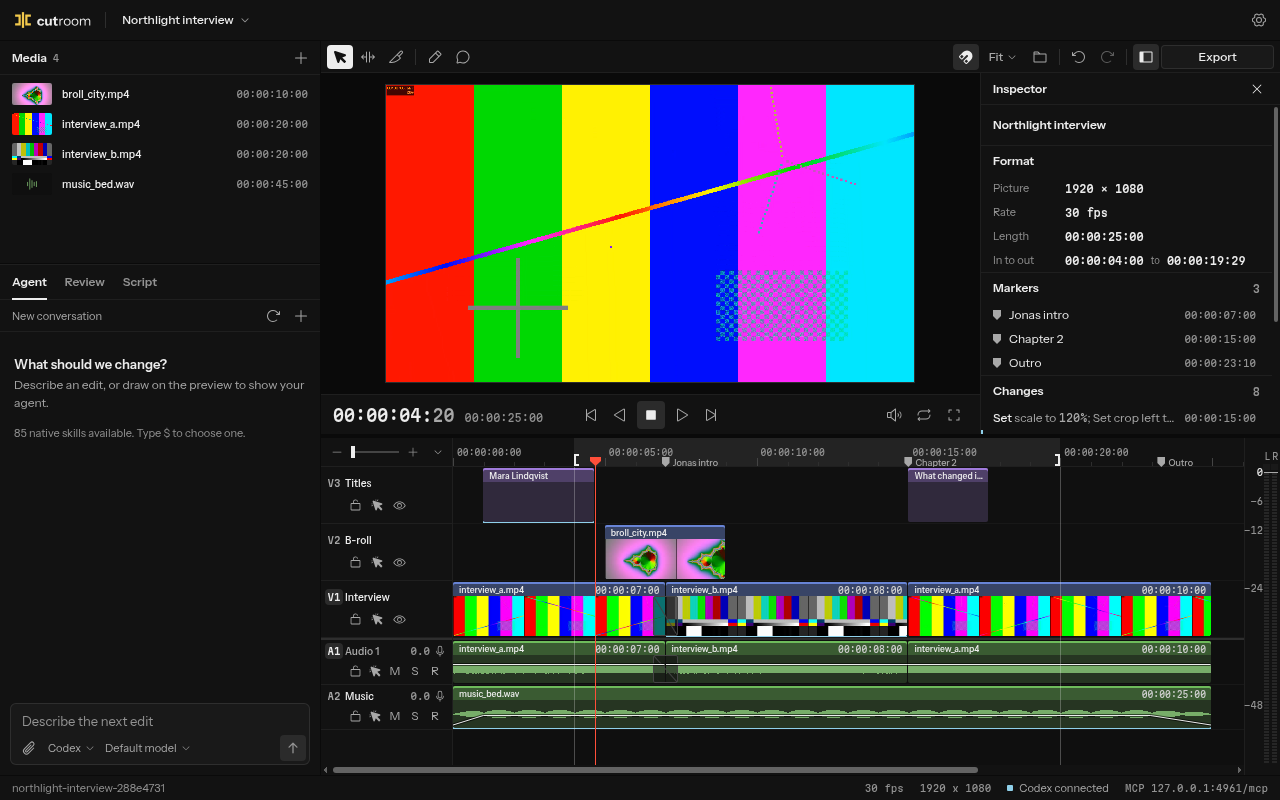 cutroom
Northlight interview
Media 4
broll_city.mp4 00:00:10:00
interview_a.mp4 00:00:20:00
interview_b.mp4 00:00:20:00
music_bed.wav 00:00:45:00
Agent Review Script
New conversation
What should we change?
Describe an edit, or draw on the preview to show your
agent.
85 native skills available. Type $ to choose one.
Describe the next edit
Codex Default model
Fit Export
00:00:04:20 00:00:25:00
Inspector
Northlight interview
Format
Picture 1920 × 1080
Rate 30 fps
Length 00:00:25:00
In to out 00:00:04:00 to 00:00:19:29
Markers 3
Jonas intro 00:00:07:00
Chapter 2 00:00:15:00
Outro 00:00:23:10
Changes 8
Set scale to 120%; Set crop left t... 00:00:15:00
00:00:00:00 00:00:05:00 00:00:10:00 00:00:15:00 00:00:20:00
Jonas intro Chapter 2 Outro
L R
0
-6
-12
-24
-48
V3 Titles
Mara Lindqvist What changed i...
V2 B-roll
broll_city.mp4
V1 Interview
interview_a.mp4 00:00:07:00 interview_b.mp4 00:00:08:00 interview_a.mp4 00:00:10:00
A1 Audio 1 0.0
M S R
interview_a.mp4 00:00:07:00 interview_b.mp4 00:00:08:00 interview_a.mp4 00:00:10:00
A2 Music 0.0
M S R
music_bed.wav 00:00:25:00
northlight-interview-288e4731
30 fps 1920 x 1080 Codex connected MCP 127.0.0.1:4961/mcp